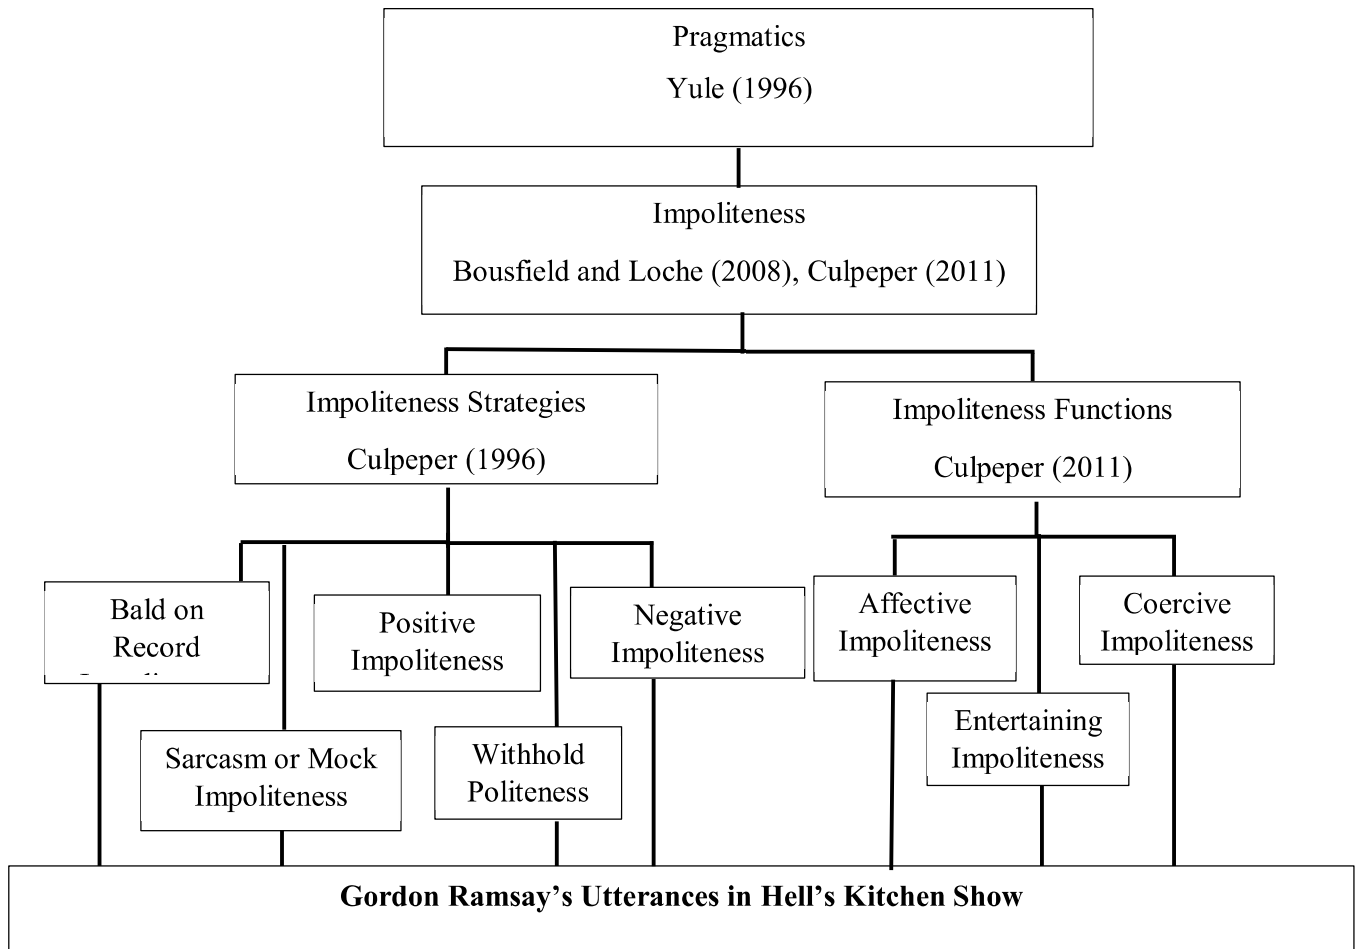 Pragmatics
Yule (1996)
Impoliteness
Bousfield and Loche (2008), Culpeper (2011)
Impoliteness Strategies
Culpeper (1996)
Impoliteness Functions
Culpeper (2011)
Bald on
Record
Positive
Impoliteness
Negative
Impoliteness
Affective
Impoliteness
Coercive
Impoliteness
Sarcasm or Mock
Impoliteness
Withhold
Politeness
Entertaining
Impoliteness
Gordon Ramsay’s Utterances in Hell’s Kitchen Show